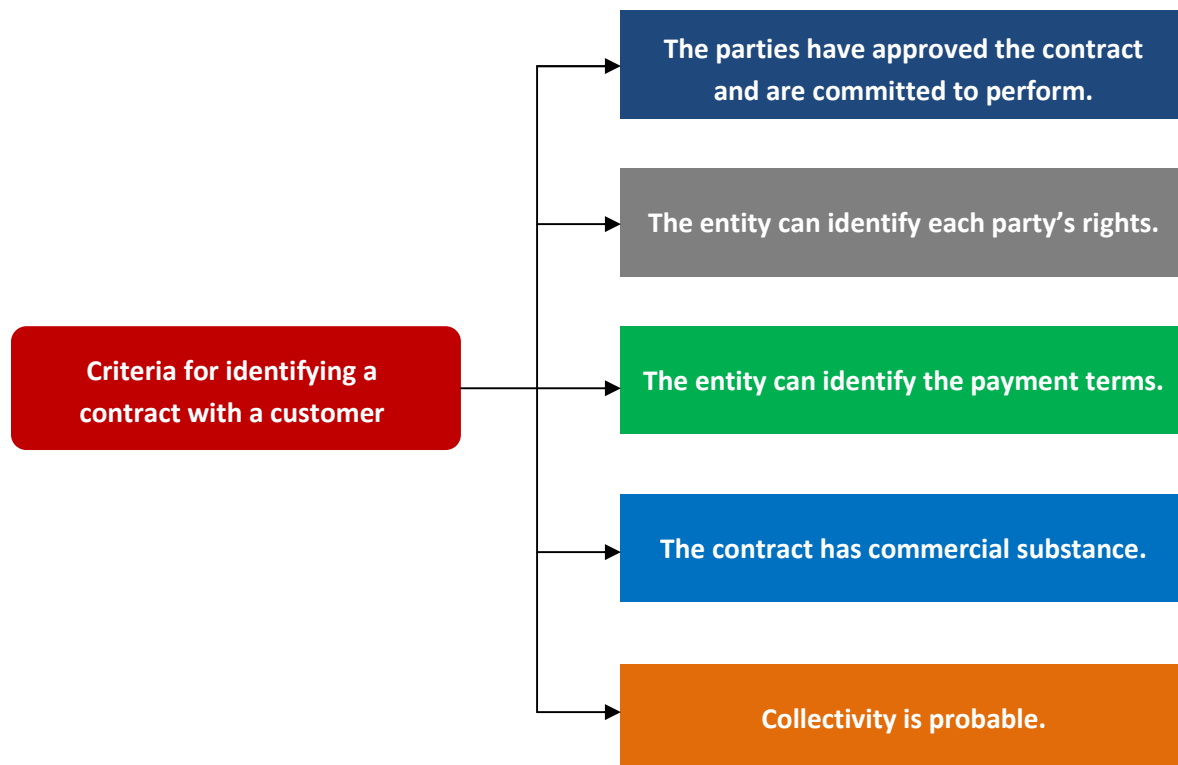 The parties have approved the contract
and are committed to perform.
The entity can identify each party’s rights.
Criteria for identifying a
contract with a customer
The entity can identify the payment terms.
The contract has commercial substance.
Collectivity is probable.